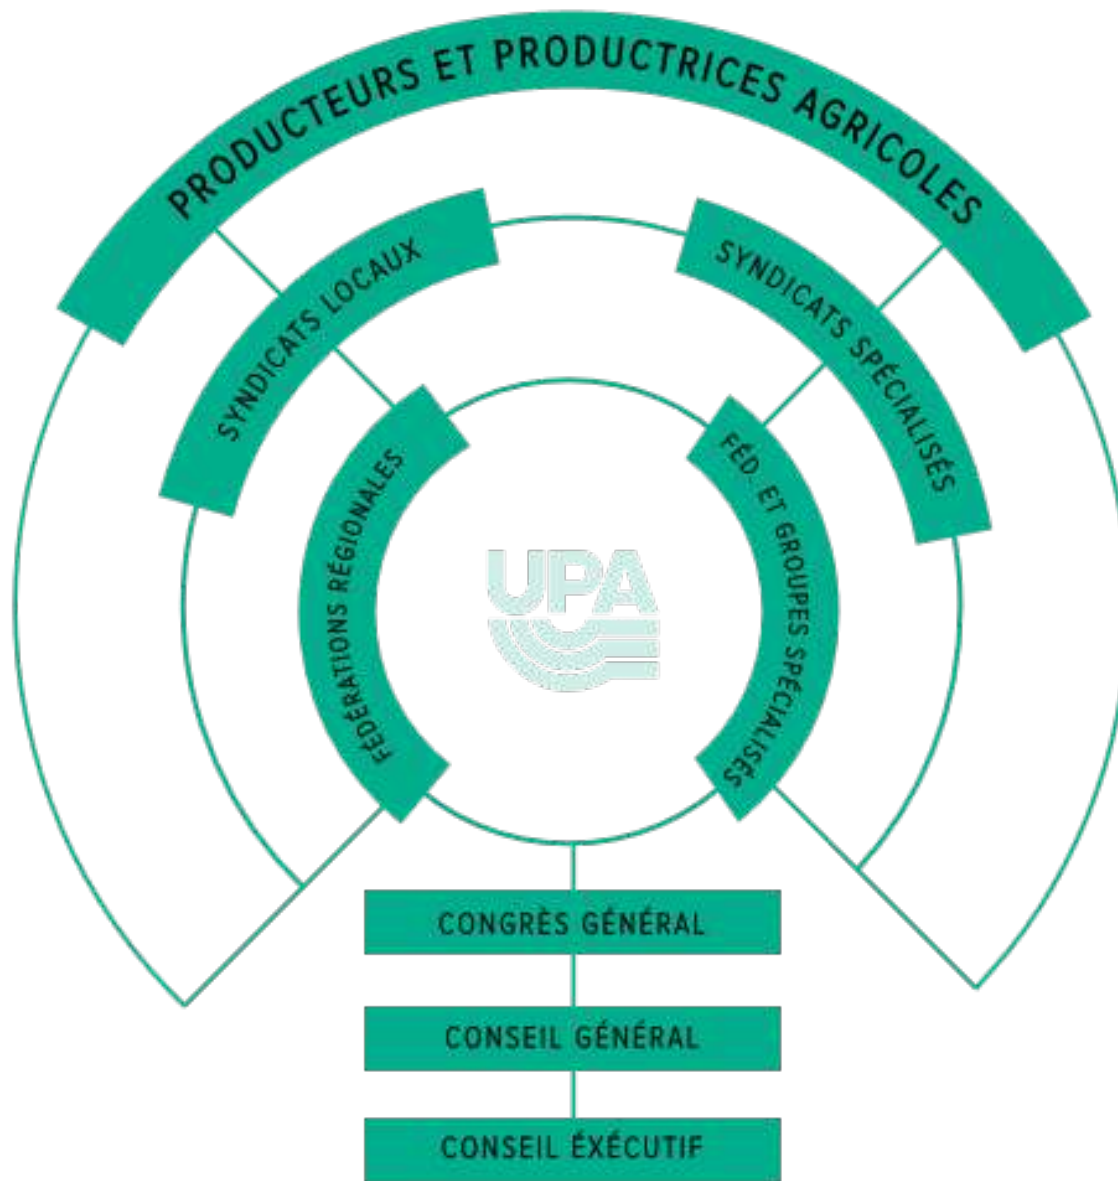 PRODUCTEURS ET PRODUCTRICES AGRICOLES
SYNDICATS LOCAUX
SYNDICATS SPÉCIALISÉS
FÉDÉRATIONS RÉGIONALES
FÉD. ET GROUPES SPÉCIALISÉS
UPA
CONGRÈS GÉNÉRAL
CONSEIL GÉNÉRAL
CONSEIL ÉXÉCUTIF